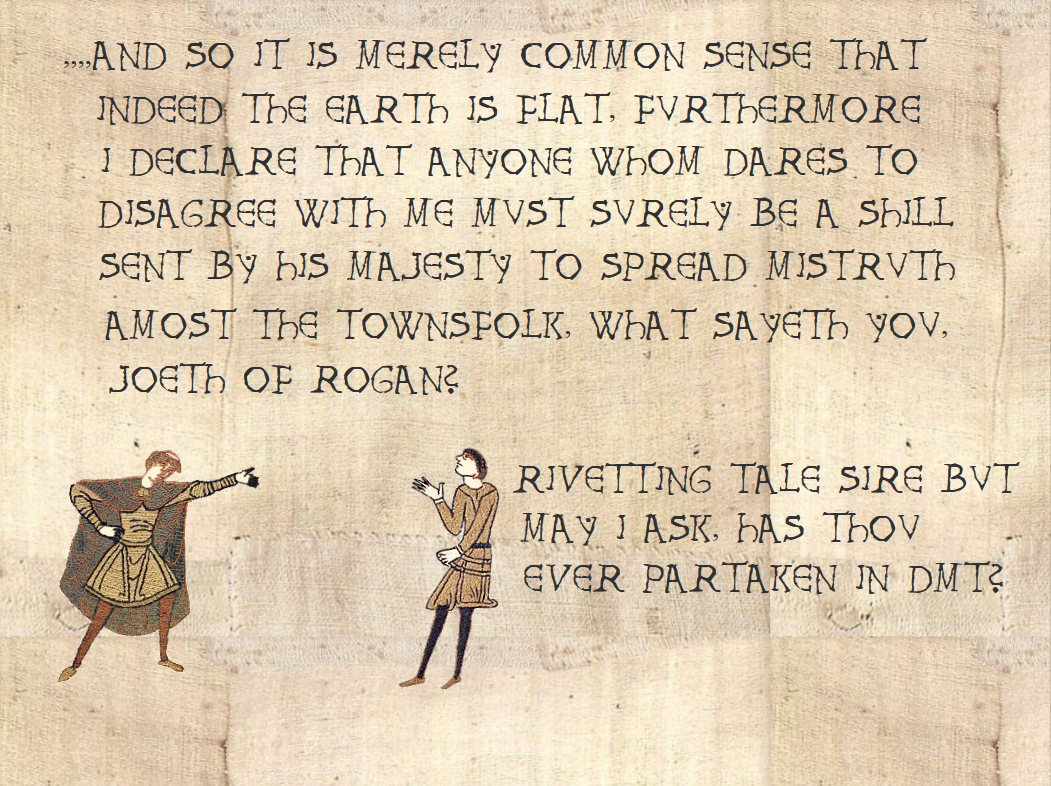 ,,,,AND SO IT IS MERELY COMMON SENSE THAT
INDEED THE EARTH IS FLAT, FVRTHERMORE
I DECLARE THAT ANYONE WHOM DARES TO
DISAGREE WITH ME MVST SVRELY BE A SHILL
SENT BY HIS MAJESTY TO SPREAD MISTRVTH
AMOST THE TOWNSFOLK, WHAT SAYETH YOV,
JOETH OF ROGAN?
RIVETTING TALE SIRE BVT
MAY I ASK, HAS THOV
EVER PARTAKEN IN DMT?